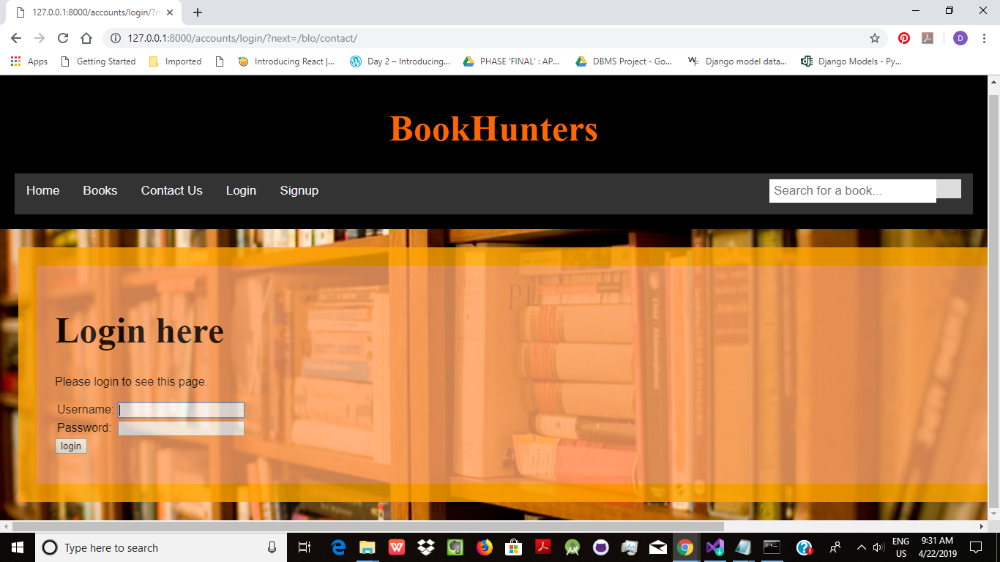 127.0.0.1:8000/accounts/login/?n
127.0.0.1:8000/accounts/login/?next=/blo/contact/
D
Apps Getting Started Imported Introducing React |... Day 2 – Introducing... PHASE 'FINAL' : AP... DBMS Project - Go... Django model data... Django Models - Py...
BookHunters
Home Books Contact Us Login Signup Search for a book...
Login here
Please login to see this page.
Username:
Password:
login
Type here to search
ENG 9:31 AM
US 4/22/2019